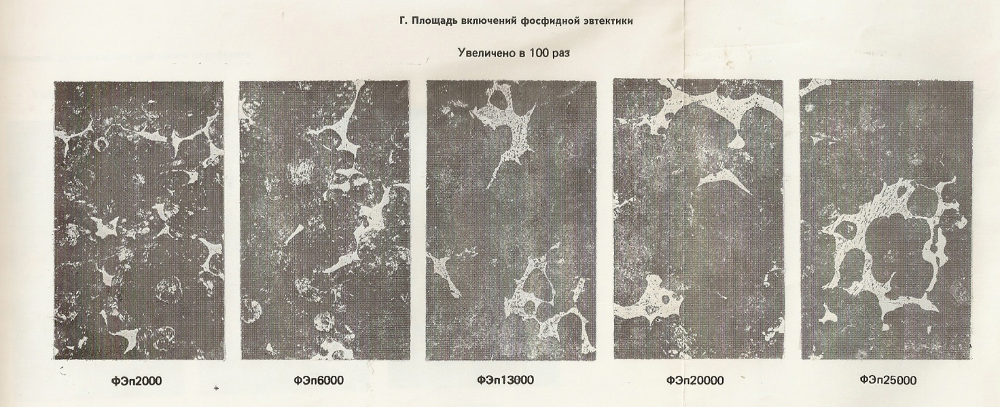 Г. Площадь включений фосфидной эвтектики
Увеличено в 100 раз
ФЭп2000
ФЭп6000
ФЭп13000
ФЭп20000
ФЭп25000